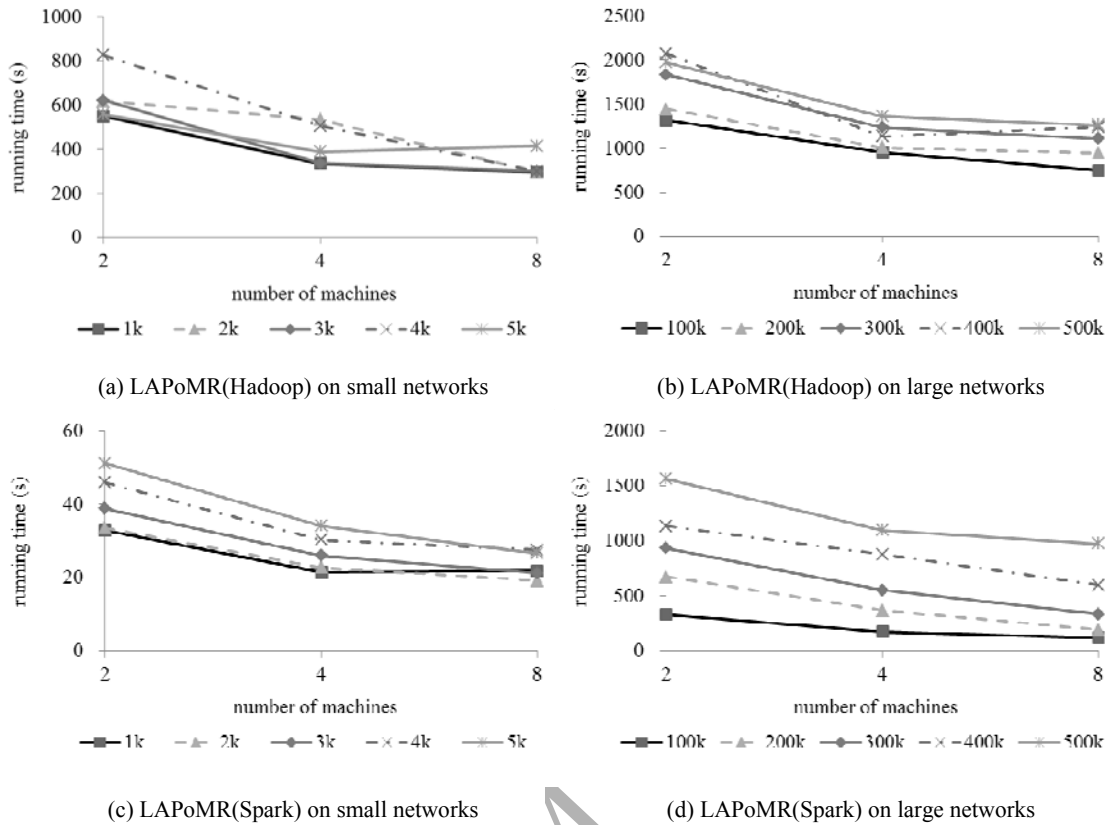 1000
800
600
400
200
0
running time (s)
2 4 8
number of machines
1k 2k 3k 4k 5k
(a) LAPoMR(Hadoop) on small networks
2500
2000
1500
1000
500
0
running time (s)
2 4 8
number of machines
100k 200k 300k 400k 500k
(b) LAPoMR(Hadoop) on large networks
60
40
20
0
running time (s)
2 4 8
number of machines
1k 2k 3k 4k 5k
(c) LAPoMR(Spark) on small networks
2000
1500
1000
500
0
running time (s)
2 4 8
number of machines
100k 200k 300k 400k 500k
(d) LAPoMR(Spark) on large networks